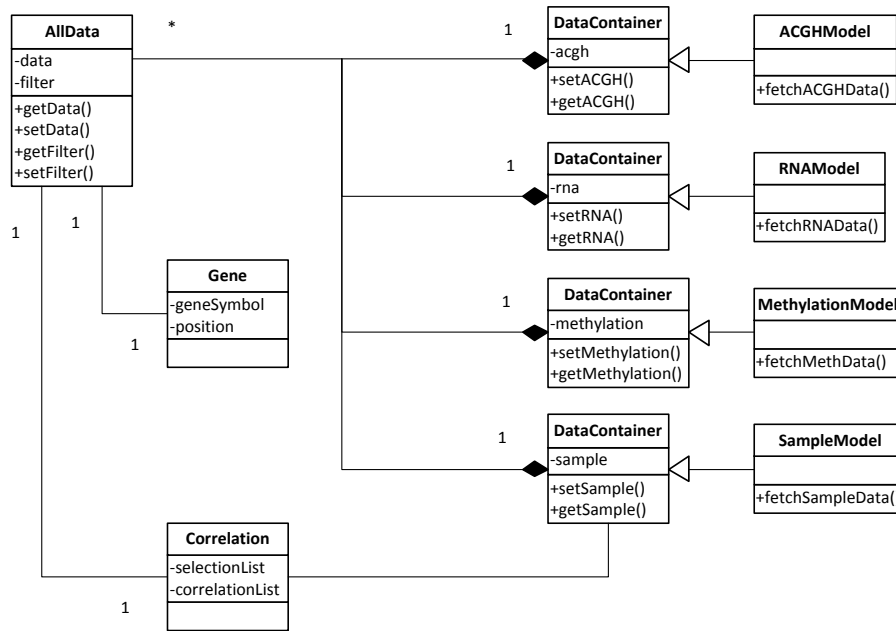 AllData
-data
-filter
+getData()
+setData()
+getFilter()
+setFilter()
*
1
DataContainer
-acgh
+setACGH()
+getACGH()
ACGHModel
+fetchACGHData()
1
DataContainer
-rna
+setRNA()
+getRNA()
RNAModel
+fetchRNAData()
1
1
Gene
-geneSymbol
-position
1
1
DataContainer
-methylation
+setMethylation()
+getMethylation()
MethylationModel
+fetchMethData()
1
DataContainer
-sample
+setSample()
+getSample()
SampleModel
+fetchSampleData(
Correlation
-selectionList
-correlationList
1